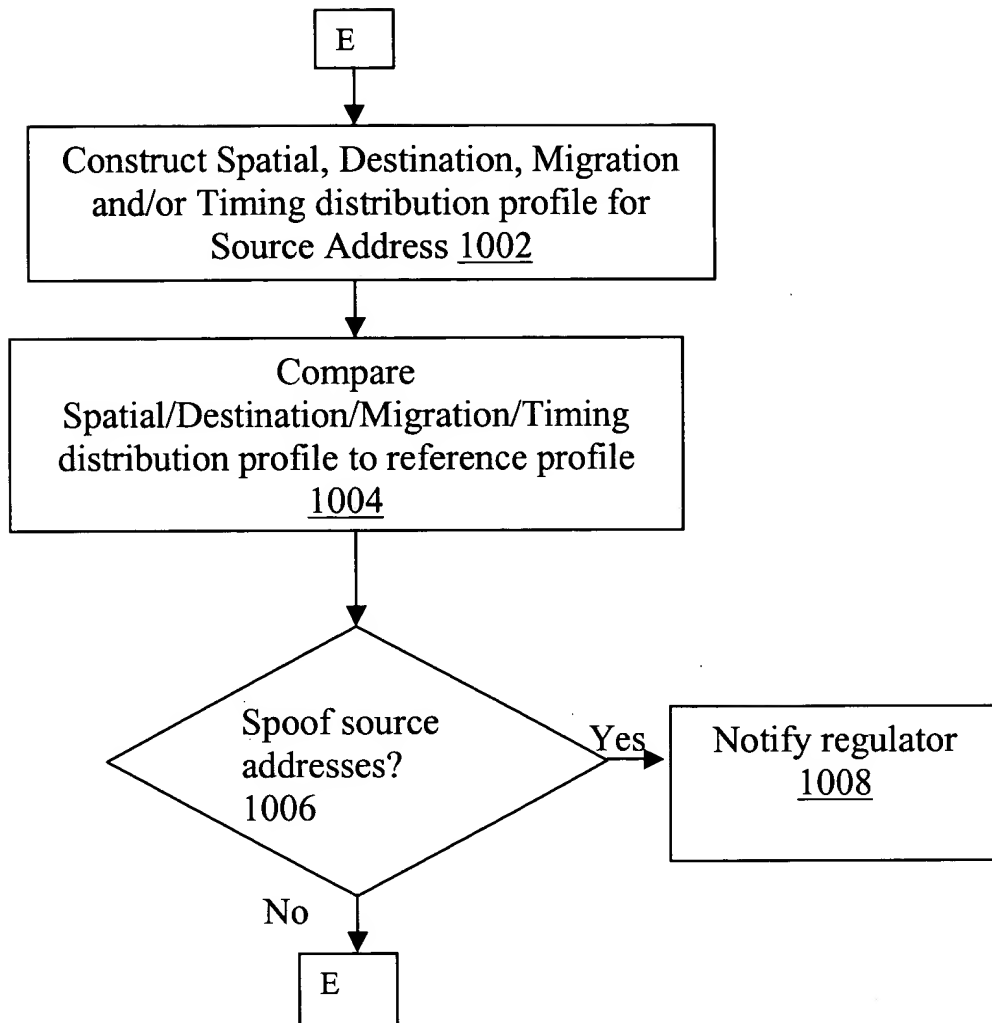 E
Construct Spatial, Destination, Migration
and/or Timing distribution profile for
Source Address 1002
Compare
Spatial/Destination/Migration/Timing
distribution profile to reference profile
1004
Spoof source
addresses?
1006
Yes
Notify regulator
1008
No
E